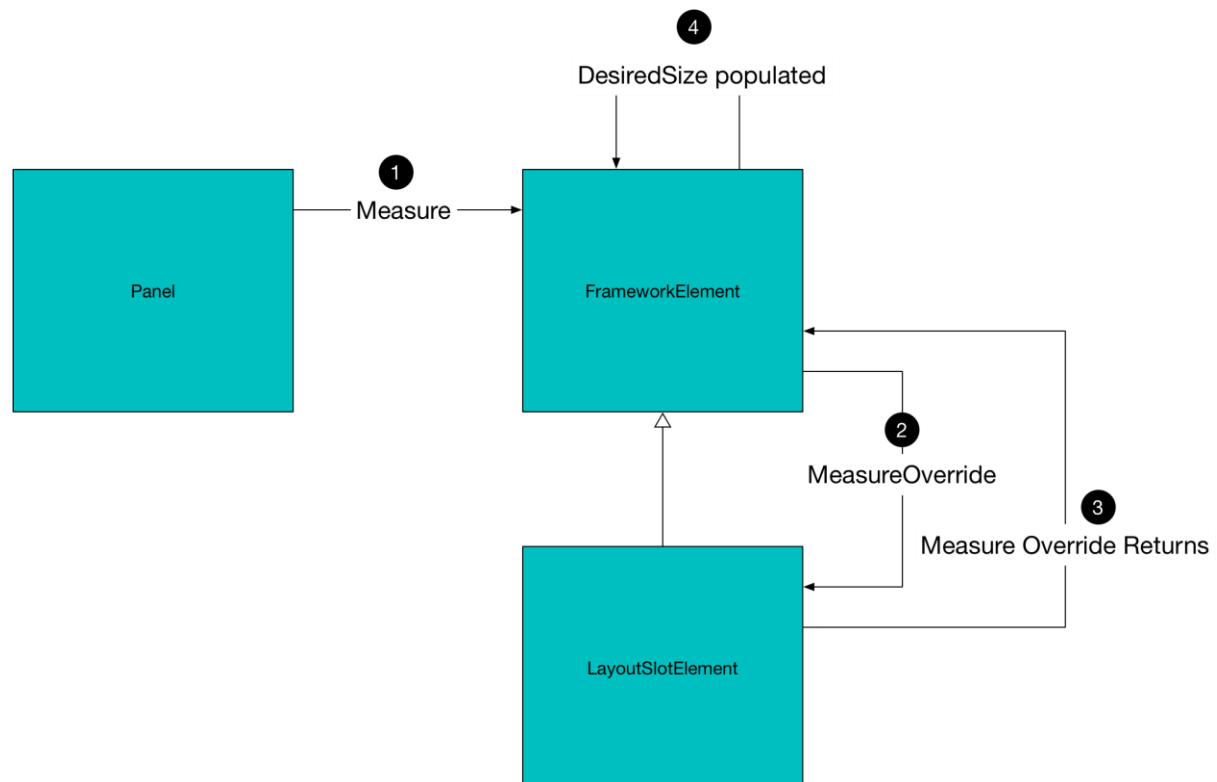 4
DesiredSize populated
1
Measure
Panel
FrameworkElement
2
MeasureOverride
3
Measure Override Returns
LayoutSlotElement